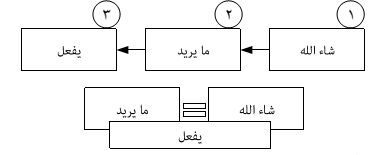 ١ ٢ ٣
شاء الله ما يريد يفعل
شاء الله = ما يريد
يفعل